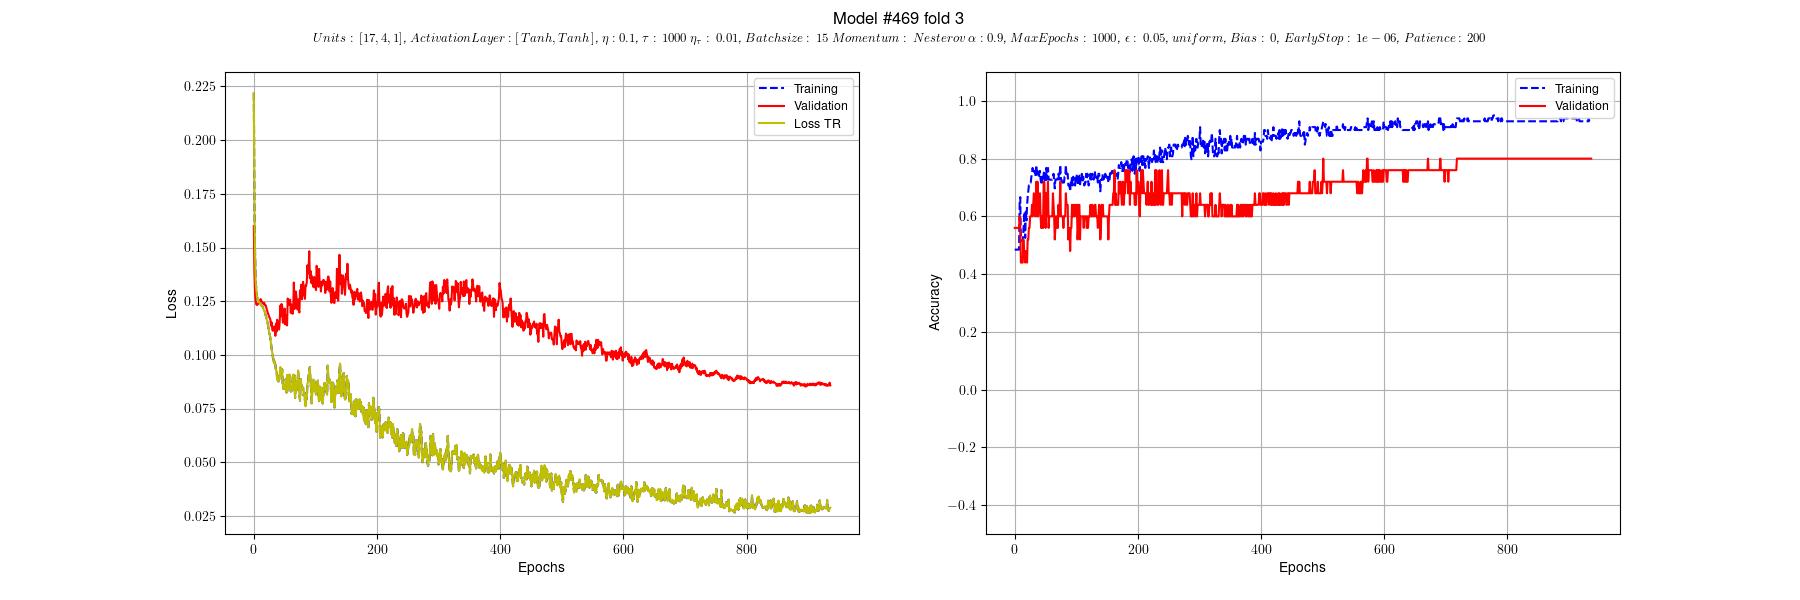 Model #469 fold 3
Units : [17, 4, 1], ActivationLayer : [Tanh, Tanh], η : 0.1, τ : 1000 ητ : 0.01, Batchsize : 15 Momentum : Nesterov α : 0.9, MaxEpochs : 1000, ϵ : 0.05, uniform, Bias : 0, EarlyStop : 1e − 06, Patience : 200
Loss
0.225
0.200
0.175
0.150
0.125
0.100
0.075
0.050
0.025
Training
Validation
Loss TR
0 200 400 600 800
Epochs
Accuracy
1.0
0.8
0.6
0.4
0.2
0.0
−0.2
−0.4
Training
Validation
0 200 400 600 800
Epochs